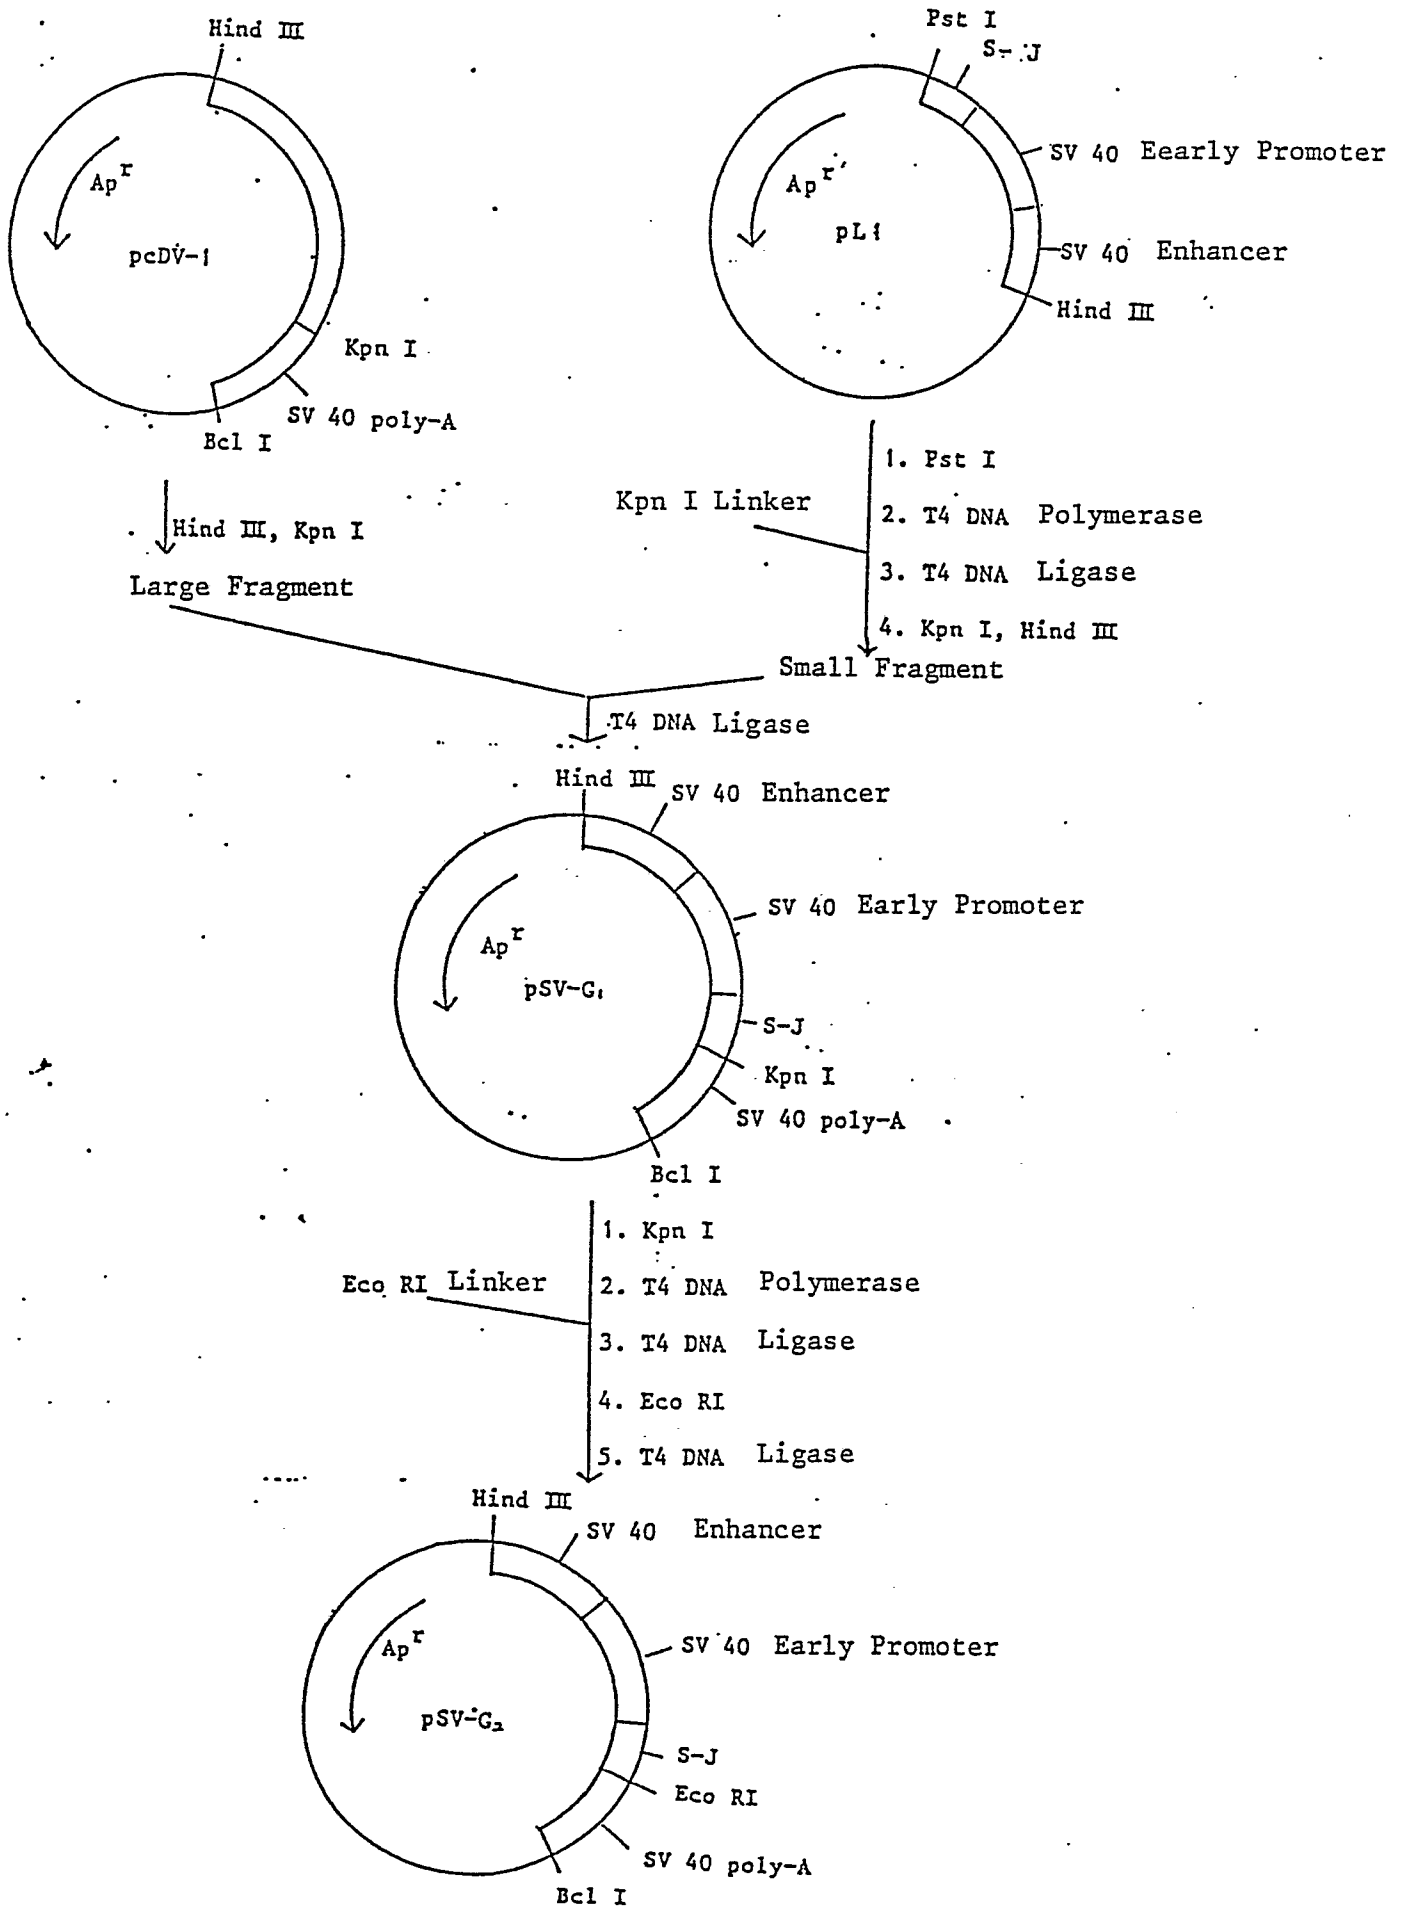 Hind III
Ap r
pcDV-1
Kpn I
SV 40 poly-A
Bcl I
Hind III, Kpn I
Large Fragment
Pst I
S-J
SV 40 Eearly Promoter
Ap r
pL1
SV 40 Enhancer
Hind III
Kpn I Linker
1. Pst I
2. T4 DNA Polymerase
3. T4 DNA Ligase
4. Kpn I, Hind III
Small Fragment
T4 DNA Ligase
Hind III
SV 40 Enhancer
SV 40 Early Promoter
Ap r
pSV-G1
S-J
Kpn I
SV 40 poly-A
Bcl I
Eco RI Linker
1. Kpn I
2. T4 DNA Polymerase
3. T4 DNA Ligase
4. Eco RI
5. T4 DNA Ligase
Hind III
SV 40 Enhancer
Ap r
SV 40 Early Promoter
pSV-G2
S-J
Eco RI
SV 40 poly-A
Bcl I